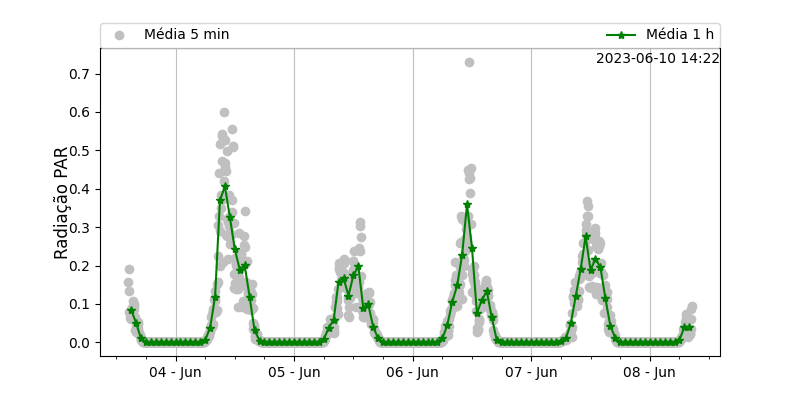 Média 5 min
Média 1 h
2023-06-10 14:22
Radiação PAR
0.7
0.6
0.5
0.4
0.3
0.2
0.1
0.0
04 - Jun
05 - Jun
06 - Jun
07 - Jun
08 - Jun